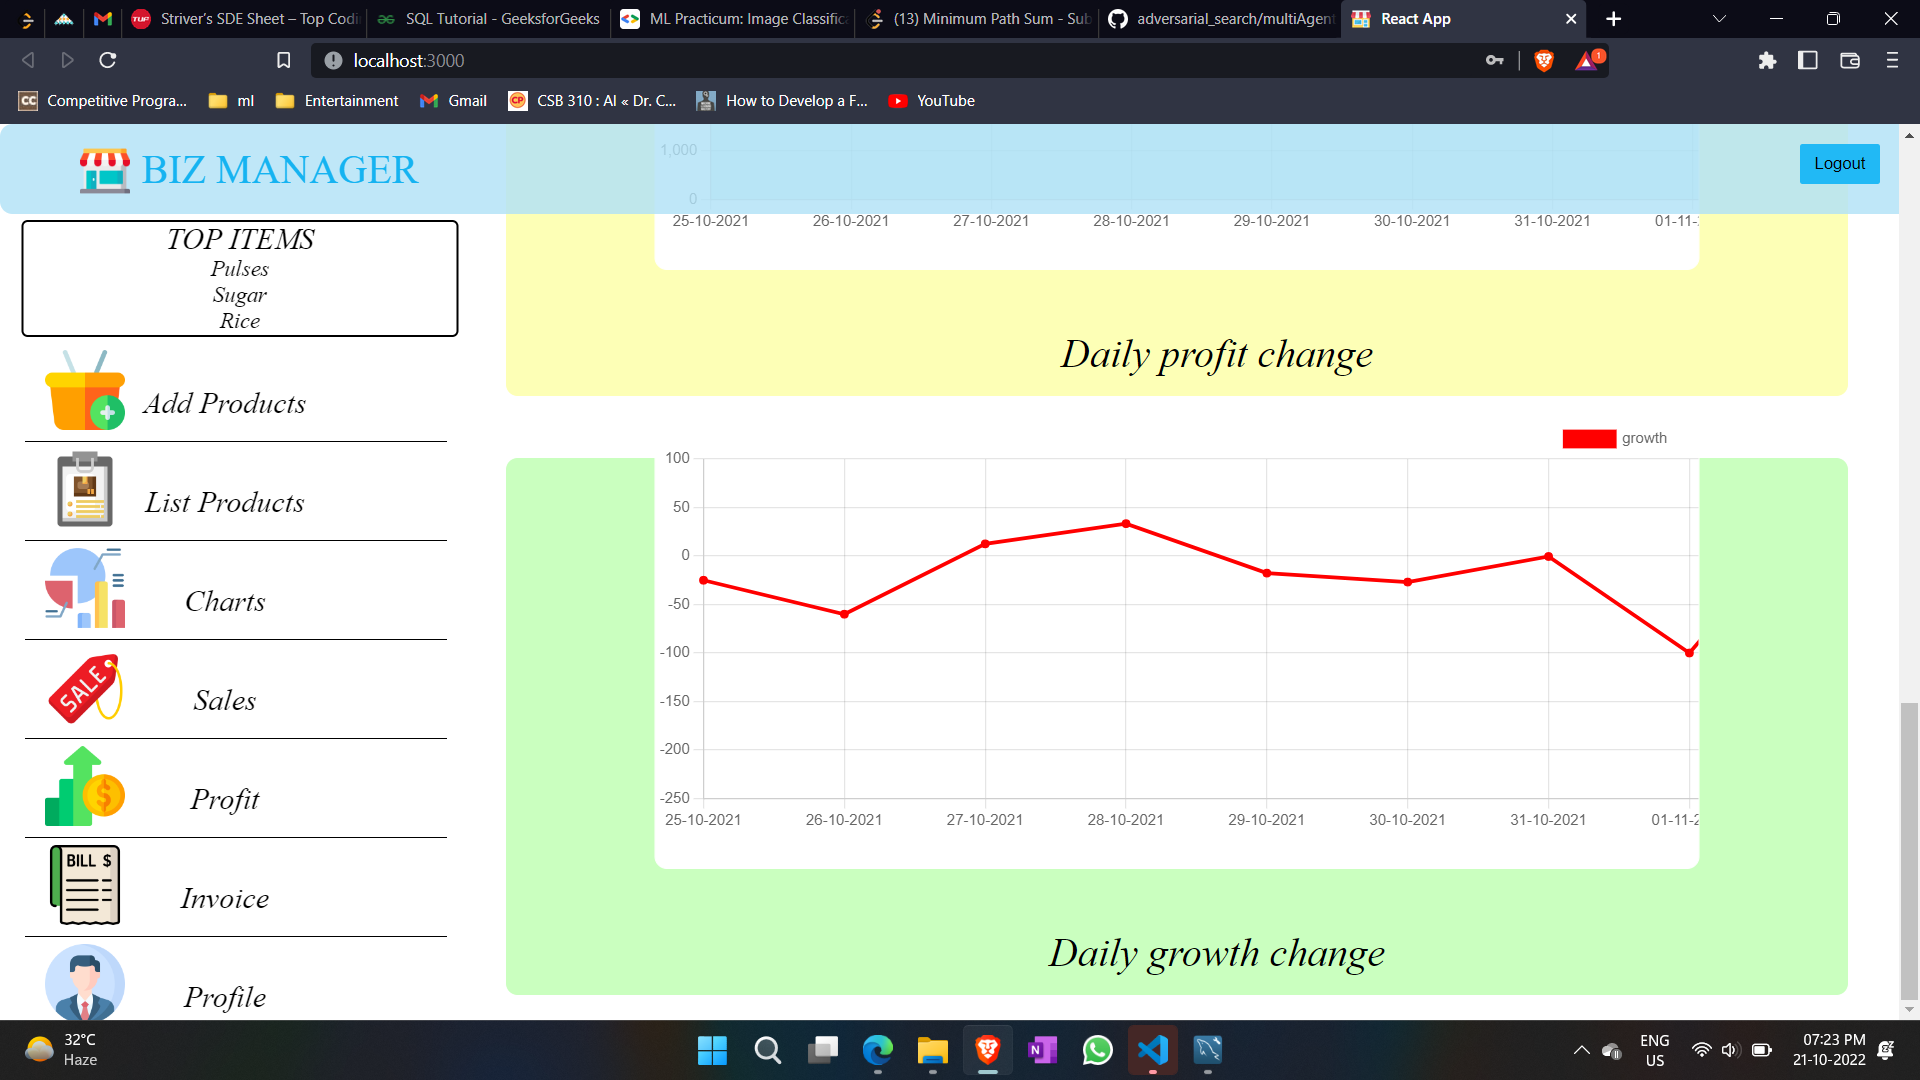 Striver's SDE Sheet – Top Codi
SQL Tutorial - GeeksforGeeks
ML Practicum: Image Classific
(13) Minimum Path Sum - Sub
adversarial_search/multiAgent
React App
localhost:3000
1
Competitive Progra...
ml
Entertainment
Gmail
CSB 310 : AI « Dr. C...
How to Develop a F...
YouTube
BIZ MANAGER
Logout
1,000
0
25-10-2021 26-10-2021 27-10-2021 28-10-2021 29-10-2021 30-10-2021 31-10-2021 01-11-
Daily profit change
TOP ITEMS
Pulses
Sugar
Rice
Add Products
List Products
Charts
SALE
Sales
$
Profit
BILL $
Invoice
Profile
growth
100
50
0
-50
-100
-150
-200
-250
25-10-2021 26-10-2021 27-10-2021 28-10-2021 29-10-2021 30-10-2021 31-10-2021 01-11-2
Daily growth change
32°C
Haze
ENG
US
07:23 PM
21-10-2022